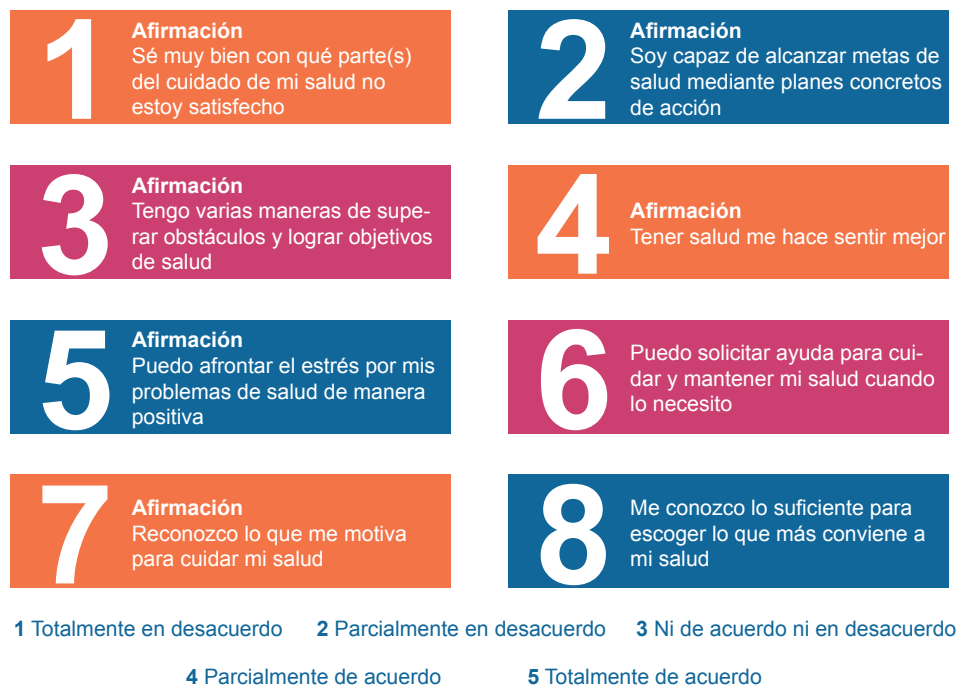 1
Afirmación
Sé muy bien con qué parte(s)
del cuidado de mi salud no
estoy satisfecho
2
Afirmación
Soy capaz de alcanzar metas de
salud mediante planes concretos
de acción
3
Afirmación
Tengo varias maneras de supe-
rar obstáculos y lograr objetivos
de salud
4
Afirmación
Tener salud me hace sentir mejor
5
Afirmación
Puedo afrontar el estrés por mis
problemas de salud de manera
positiva
6
Puedo solicitar ayuda para cui-
dar y mantener mi salud cuando
lo necesito
7
Afirmación
Reconozco lo que me motiva
para cuidar mi salud
8
Me conozco lo suficiente para
escoger lo que más conviene a
mi salud
1 Totalmente en desacuerdo 2 Parcialmente en desacuerdo 3 Ni de acuerdo ni en desacuerdo
4 Parcialmente de acuerdo 5 Totalmente de acuerdo